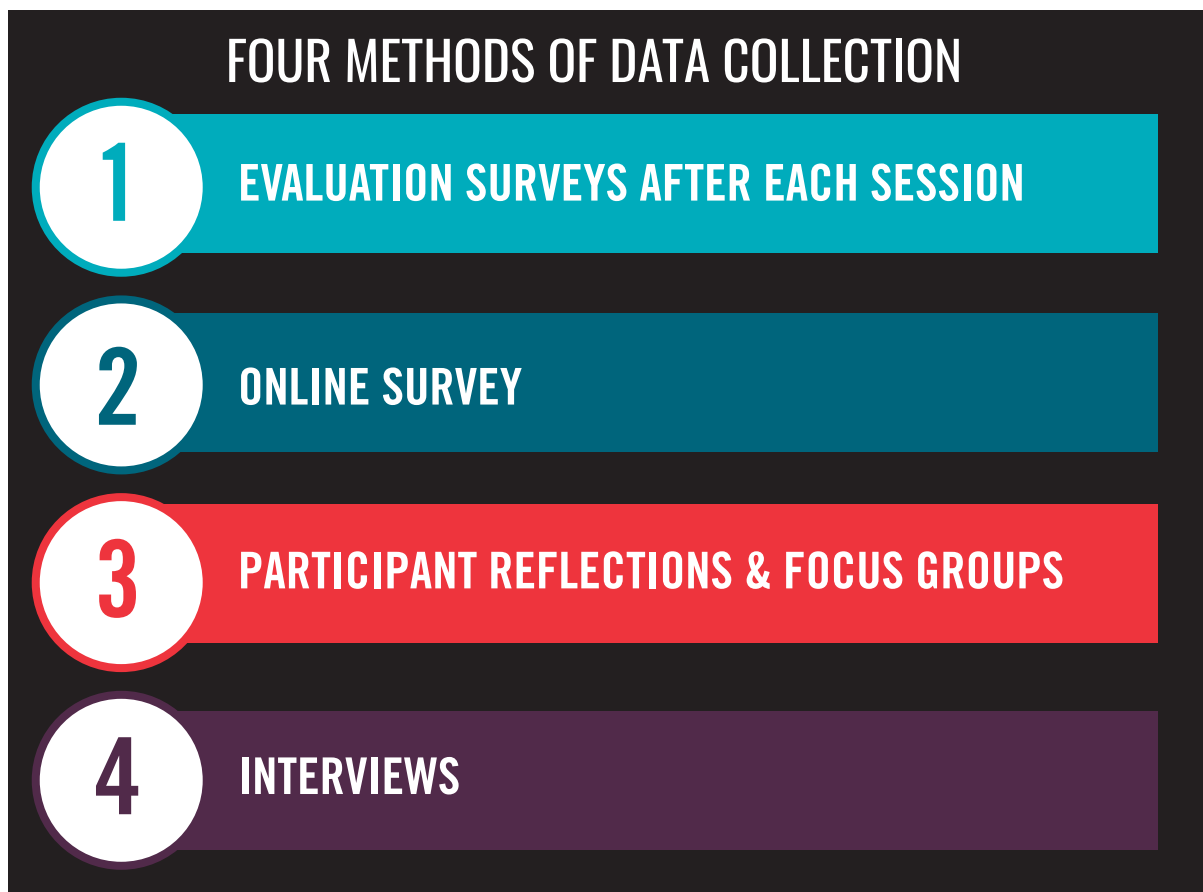 FOUR METHODS OF DATA COLLECTION
1
EVALUATION SURVEYS AFTER EACH SESSION
2
ONLINE SURVEY
3
PARTICIPANT REFLECTIONS & FOCUS GROUPS
4
INTERVIEWS